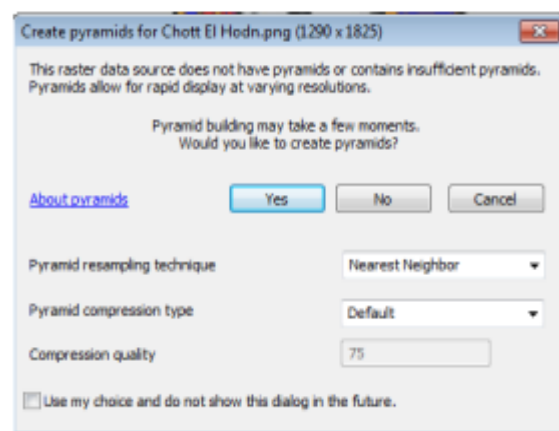 Create pyramids for Chott El Hodn.png (1290 x 1825)
This raster data source does not have pyramids or contains insufficient pyramids.
Pyramids allow for rapid display at varying resolutions.
Pyramid building may take a few moments.
Would you like to create pyramids?
About pyramids
Yes
No
Cancel
Pyramid resampling technique
Nearest Neighbor
Pyramid compression type
Default
Compression quality
75
Use my choice and do not show this dialog in the future.